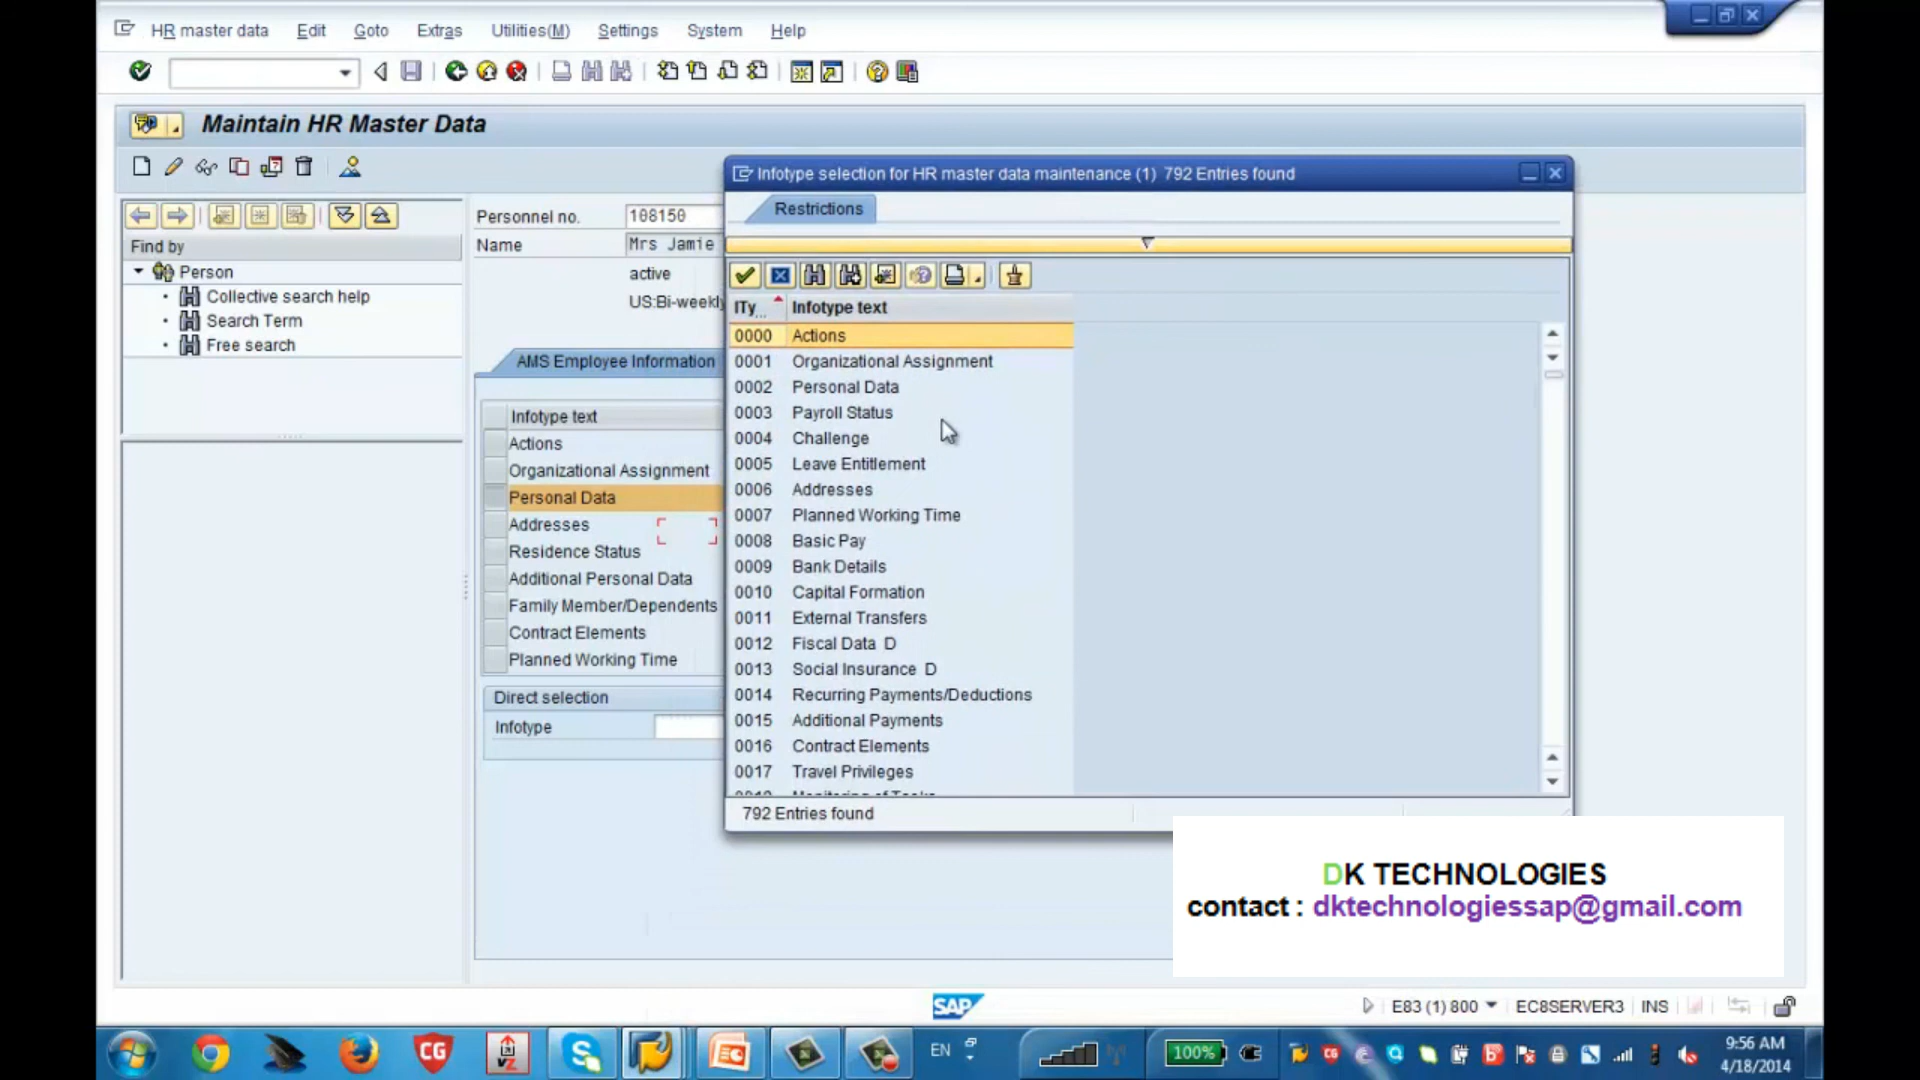 HR master data Edit Goto Extras Utilities(M) Settings System Help
Maintain HR Master Data
Find by
Person
Collective search help
Search Term
Free search
Personnel no. 108150
Name Mrs Jamie
active
US:Bi-weekly
AMS Employee Information
Infotype text
Actions
Organizational Assignment
Personal Data
Addresses
Residence Status
Additional Personal Data
Family Member/Dependents
Contract Elements
Planned Working Time
Direct selection
Infotype
Infotype selection for HR master data maintenance (1) 792 Entries found
Restrictions
ITy... Infotype text
0000 Actions
0001 Organizational Assignment
0002 Personal Data
0003 Payroll Status
0004 Challenge
0005 Leave Entitlement
0006 Addresses
0007 Planned Working Time
0008 Basic Pay
0009 Bank Details
0010 Capital Formation
0011 External Transfers
0012 Fiscal Data D
0013 Social Insurance D
0014 Recurring Payments/Deductions
0015 Additional Payments
0016 Contract Elements
0017 Travel Privileges
792 Entries found
DK TECHNOLOGIES
contact : dktechnologiessap@gmail.com
SAP
E83 (1) 800 EC8SERVER3 INS
CG
EN
100%
9:56 AM
4/18/2014